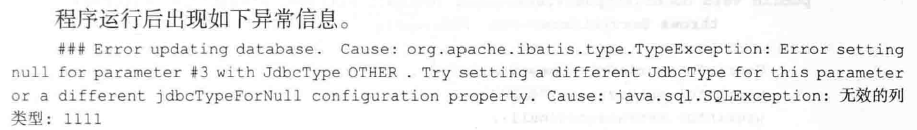 程序运行后出现如下异常信息。
### Error updating database. Cause: org.apache.ibatis.type.TypeException: Error setting
null for parameter #3 with JdbcType OTHER . Try setting a different JdbcType for this parameter
or a different jdbcTypeForNull configuration property. Cause: java.sql.SQLException: 无效的列
类型: 1111